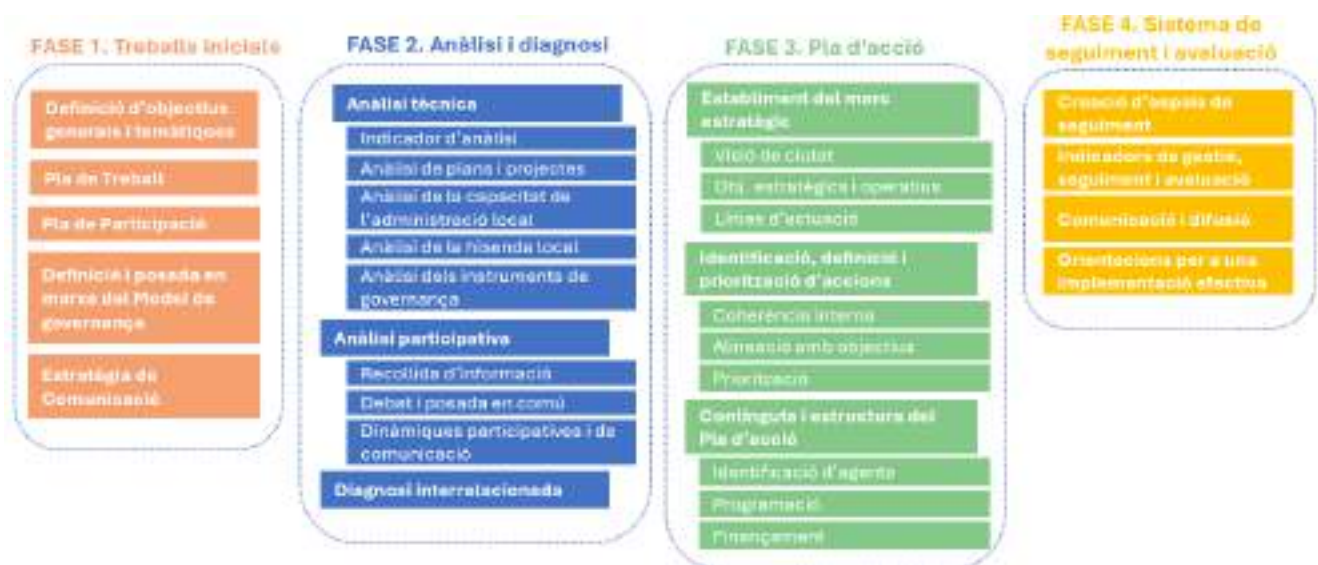 FASE 1. Treballs inicials
Definició d'objectius
generals i temàtiques
Pla de Treball
Pla de Participació
Definició i posada en
marxa del Model de
governança
Estratègia de
Comunicació
FASE 2. Anàlisi i diagnosi
Anàlisi tècnica
Indicador d'anàlisi
Anàlisi de plans i projectes
Anàlisi de la capacitat de
l'administració local
Anàlisi de la hisenda local
Anàlisi dels instruments de
governança
Anàlisi participativa
Recollida d'informació
Debat i posada en comú
Dinàmiques participatives i de
comunicació
Diagnosi interrelacionada
FASE 3. Pla d'acció
Establiment del marc
estratègic
Visió de ciutat
Obj. estratègics i operatius
Línies d'actuació
Identificació, definició i
priorització d'accions
Coherència interna
Alineació amb objectius
Priorització
Continguts i estructura del
Pla d'acció
Identificació d'agents
Programació
Finançament
FASE 4. Sistema de
seguiment i avaluació
Creació d'espais de
seguiment
Indicadors de gestió,
seguiment i avaluació
Comunicació i difusió
Orientacions per a una
implementació efectiva